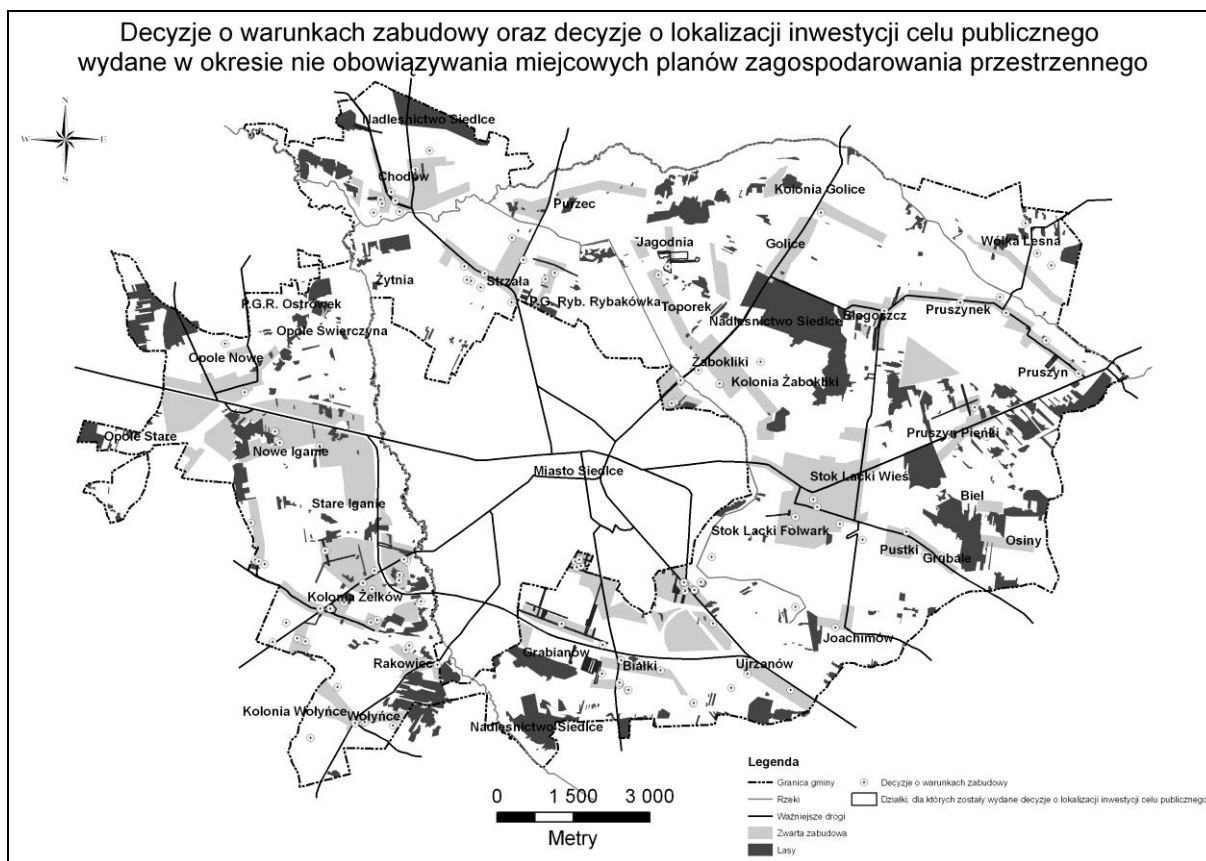 Decyzje o warunkach zabudowy oraz decyzje o lokalizacji inwestycji celu publicznego
wydane w okresie nie obowiązywania miejcowych planów zagospodarowania przestrzennego
N
W E
S
Nadlesnictwo Siedlce
Chodów
Kolonia Golice
Purzec
Golice
Jagodnia
Wólka Lesna
Żytnia
Strzała
P.G.R. Ostrówek
P.G. Ryb. Rybakówka
Toporek
Błogoszcz
Pruszynek
Opole Świerczyna
Nadlesnictwo Siedlce
Opole Nowe
Żabokliki
Kolonia Żabokliki
Pruszyn
Opole Stare
Pruszyn Pieńki
Nowe Iganie
Miasto Siedlce
Stok Lacki Wieś
Stare Iganie
Biel
Stok Lacki Folwark
Osiny
Pustki
Grubale
Kolonia Żelków
Joachimów
Grabianów
Rakowiec
Białki
Ujrzanów
Kolonia Wołyńce
Wołyńce
Nadlesnictwo Siedlce
0 1 500 3 000
Metry
Legenda
Granica gminy
Decyzje o warunkach zabudowy
Rzeki
Działki, dla których zostały wydane decyzje o lokalizacji inwestycji celu publicznego
Ważniejsze drogi
Zwarta zabudowa
Lasy